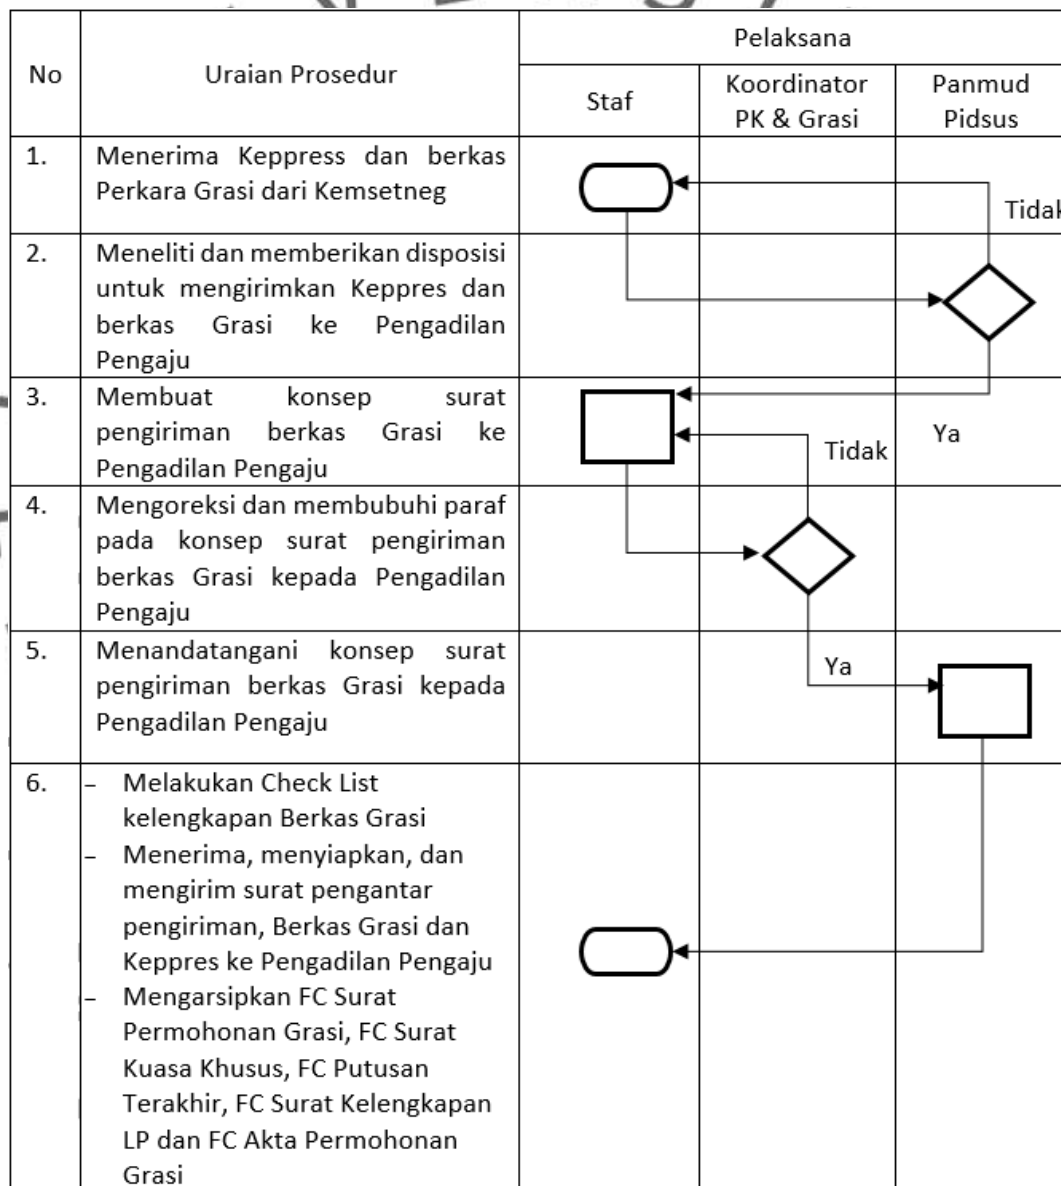 No
Uraian Prosedur
Pelaksana
Staf
Koordinator
PK & Grasi
Panmud
Pidsus
1.
Menerima Keppress dan berkas
Perkara Grasi dari Kemsetneg
Tidak
2.
Meneliti dan memberikan disposisi
untuk mengirimkan Keppres dan
berkas Grasi ke Pengadilan
Pengaju
3.
Membuat konsep surat
pengiriman berkas Grasi ke
Pengadilan Pengaju
Tidak
Ya
4.
Mengoreksi dan membubuhi paraf
pada konsep surat pengiriman
berkas Grasi kepada Pengadilan
Pengaju
5.
Menandatangani konsep surat
pengiriman berkas Grasi kepada
Pengadilan Pengaju
Ya
6.
– Melakukan Check List
kelengkapan Berkas Grasi
– Menerima, menyiapkan, dan
mengirim surat pengantar
pengiriman, Berkas Grasi dan
Keppres ke Pengadilan Pengaju
– Mengarsipkan FC Surat
Permohonan Grasi, FC Surat
Kuasa Khusus, FC Putusan
Terakhir, FC Surat Kelengkapan
LP dan FC Akta Permohonan
Grasi